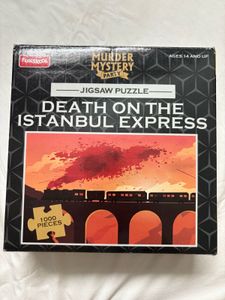 Funskool
MURDER
MYSTERY
PARTY
AGES 14 AND UP
JIGSAW PUZZLE
DEATH ON THE
ISTANBUL EXPRESS
1000
PIECES